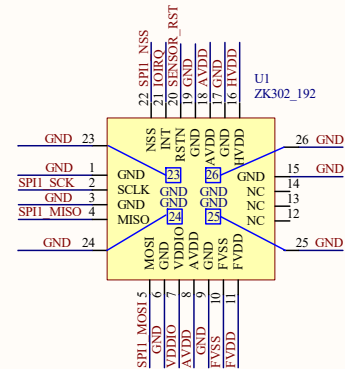 SPI1_NSS
IOIRQ
SENSOR_RST
GND
AVDD
GND
HVDD
22
21
20
19
18
17
16
U1
ZK302_192
NSS
INT
RSTN
GND
AVDD
GND
HVDD
GND 23
26 GND
23
26
GND 1 GND
GND 15 GND
GND GND
SPI1_SCK 2 SCLK
NC 14
GND 3 GND
NC 13
GND GND
SPI1_MISO 4 MISO
NC 12
24
25
GND 24
25 GND
MOSI
GND
VDDIO
AVDD
GND
FVSS
FVDD
5
6
7
8
9
10
11
SPI1_MOSI
GND
VDDIO
AVDD
GND
FVSS
FVDD